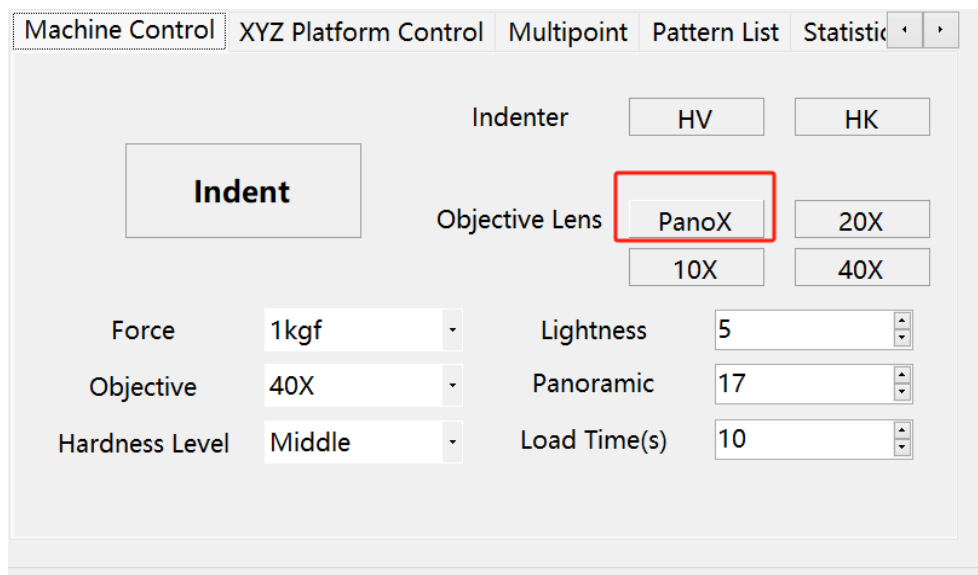 Machine Control XYZ Platform Control Multipoint Pattern List Statistic
Indenter HV HK
Indent
Objective Lens PanoX 20X
10X 40X
Force 1kgf Lightness 5
Objective 40X Panoramic 17
Hardness Level Middle Load Time(s) 10